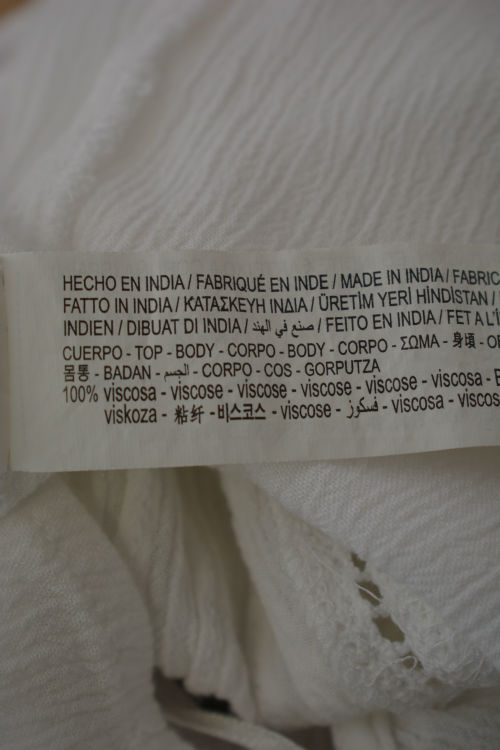 HECHO EN INDIA / FABRIQUÉ EN INDE / MADE IN INDIA / FABRIC
FATTO IN INDIA / ΚΑΤΑΣΚΕΥΗ ΙΝΔΙΑ / ÜRETİM YERİ HİNDİSTAN /
INDIEN / DIBUAT DI INDIA / صنع في الهند / FEITO EN INDIA / FET A L'Í
CUERPO - TOP - BODY - CORPO - BODY - CORPO - ΣΩΜΑ - 身頃 -
몸통 - BADAN - الجسم - CORPO - COS - GORPUTZA
100% viscosa - viscose - viscose - viscose - viscose - viscosa -
viskoza - 粘纤 - 비스코스 - viscose - فسكوز - viscosa - viscos